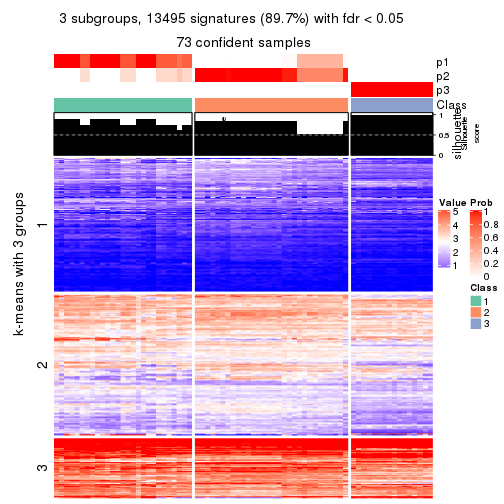 3 subgroups, 13495 signatures (89.7%) with fdr < 0.05
73 confident samples
p1
p2
p3
Class
1
0.5
0
silhouette
Silhouette
score
k-means with 3 groups
1
2
3
Value
5
4
3
2
1
Prob
1
0.8
0.6
0.4
0.2
0
Class
1
2
3